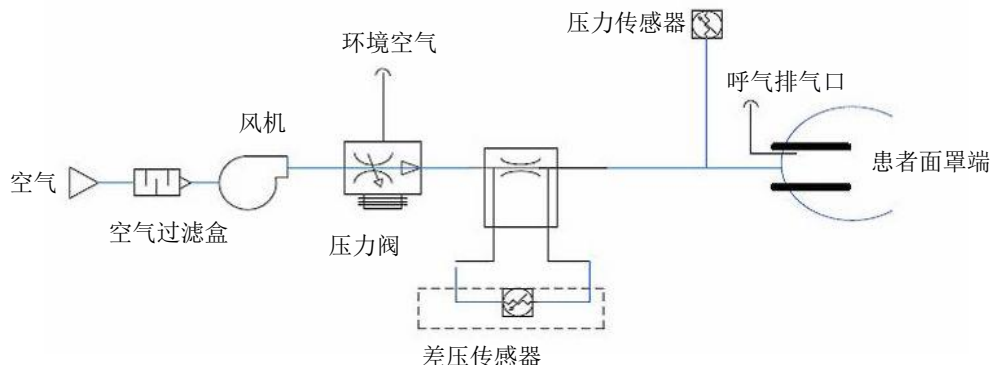 压力传感器
环境空气
呼气排气口
风机
患者面罩端
空气
空气过滤盒
压力阀
差压传感器